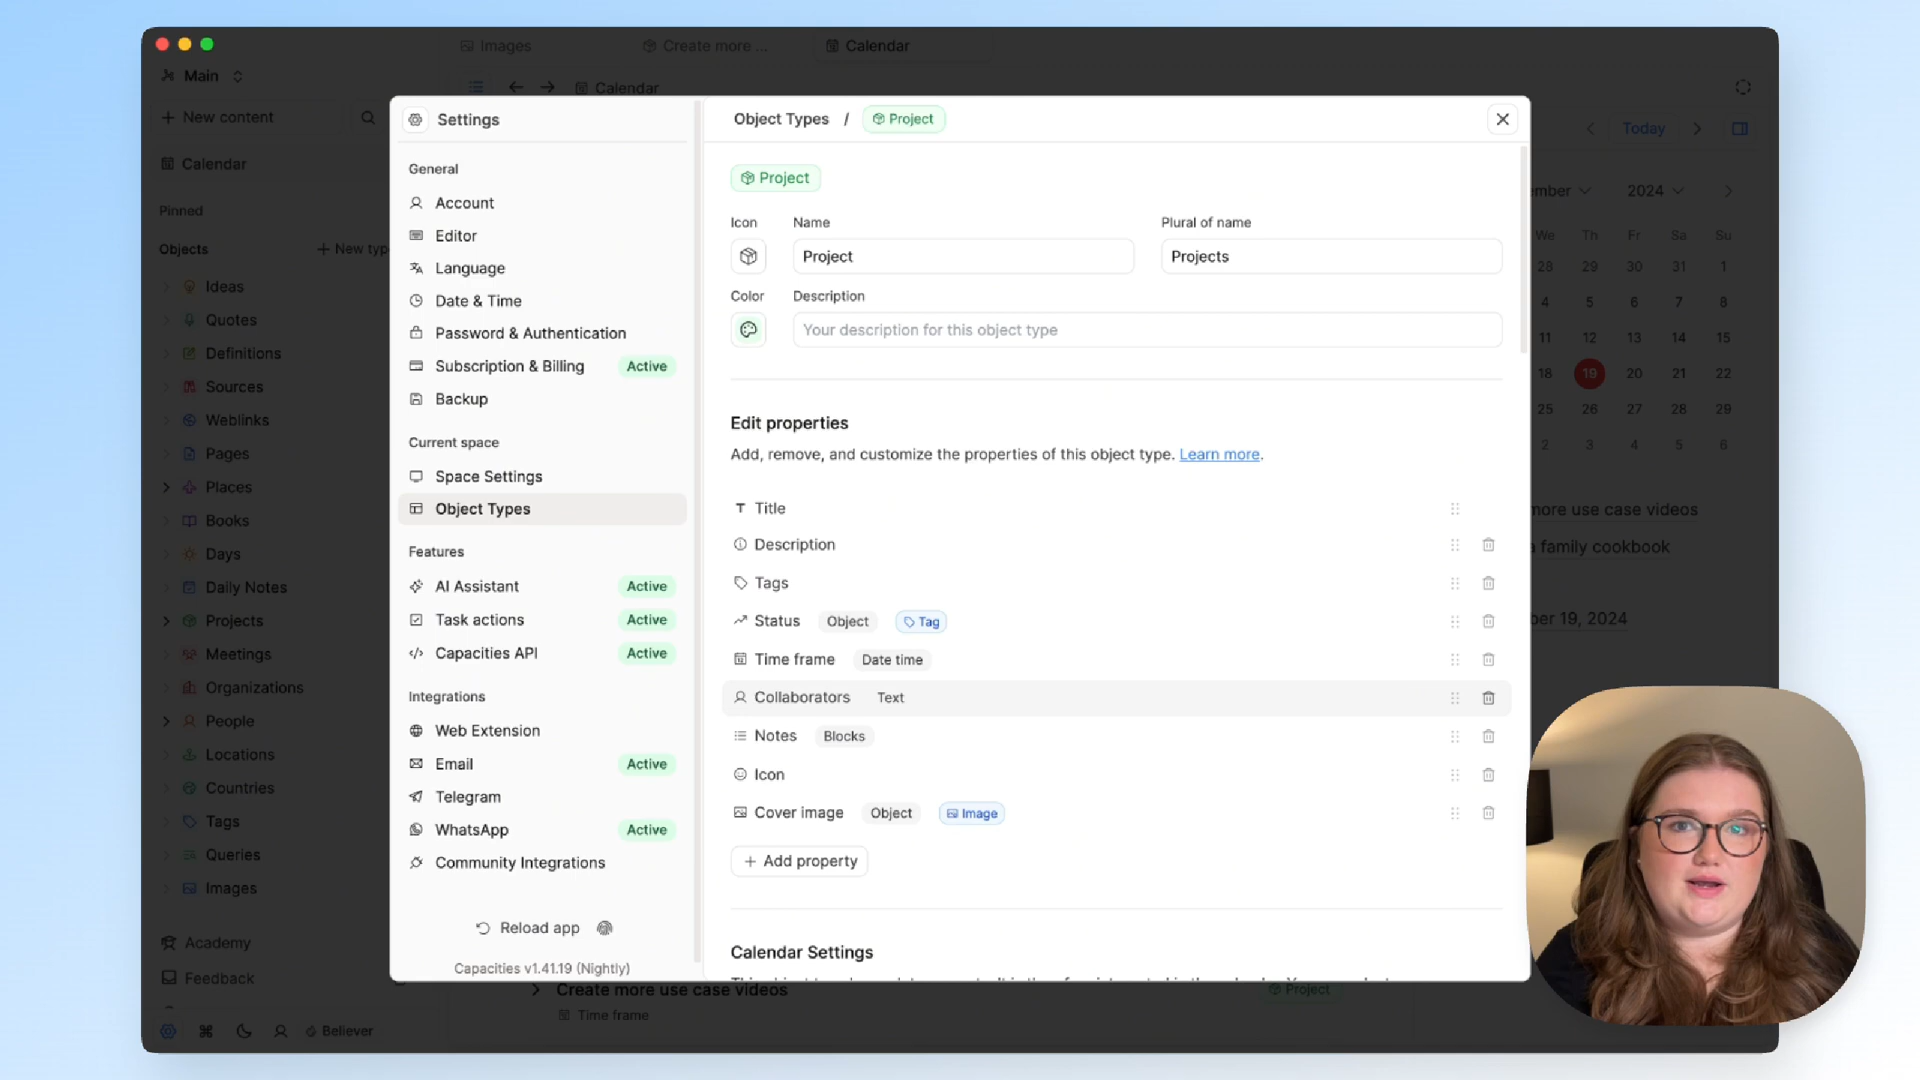 Images
Create more ...
Calendar
Main
Calendar
New content
Today
Calendar
Pinned
Objects
New typ
Ideas
Quotes
Definitions
Sources
Weblinks
Pages
Places
Books
Days
Daily Notes
Projects
Meetings
Organizations
People
Locations
Countries
Tags
Queries
Images
Academy
Feedback
Believer
Settings
General
Account
Editor
Language
Date & Time
Password & Authentication
Subscription & Billing Active
Backup
Current space
Space Settings
Object Types
Features
AI Assistant Active
Task actions Active
Capacities API Active
Integrations
Web Extension
Email Active
Telegram
WhatsApp Active
Community Integrations
Reload app
Capacities v1.41.19 (Nightly)
Object Types / Project
Project
Icon Name Plural of name
Project Projects
Color Description
Your description for this object type
Edit properties
Add, remove, and customize the properties of this object type. Learn more.
Title
Description
Tags
Status Object Tag
Time frame Date time
Collaborators Text
Notes Blocks
Icon
Cover image Object Image
Add property
Calendar Settings
Create more use case videos Project
Time frame
mber 2024
We Th Fr Sa Su
28 29 30 31 1
4 5 6 7 8
11 12 13 14 15
18 19 20 21 22
25 26 27 28 29
2 3 4 5 6
more use case videos
a family cookbook
ber 19, 2024